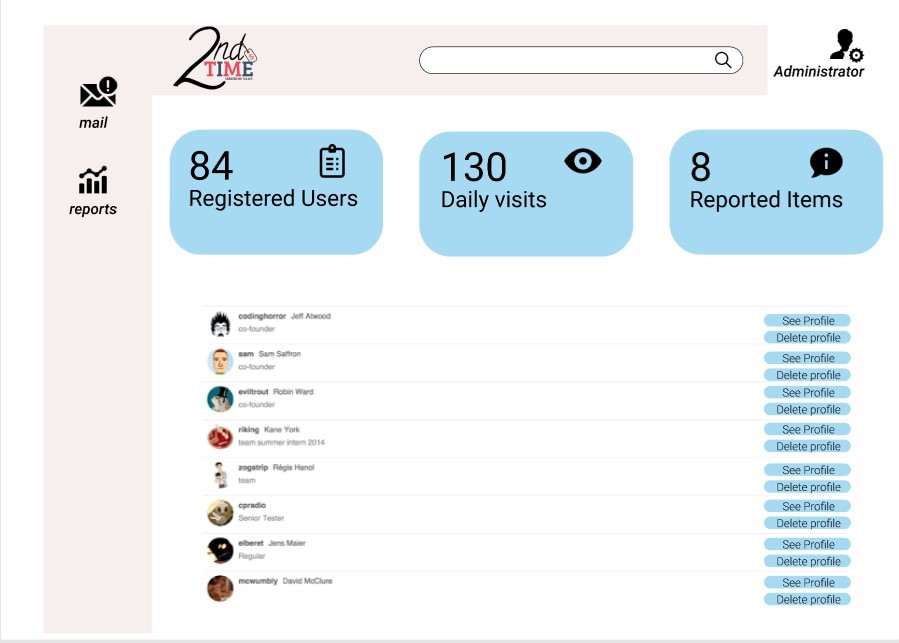 2nd
TIME
Administrator
mail
reports
84
Registered Users
130
Daily visits
8
Reported Items
codinghorror Jeff Atwood
co-founder
See Profile
Delete profile
sam Sam Saffron
co-founder
See Profile
Delete profile
eviltrout Robin Ward
co-founder
See Profile
Delete profile
riking Kane York
team summer intern 2014
See Profile
Delete profile
zogstrip Régis Hanol
team
See Profile
Delete profile
cpradio
Senior Tester
See Profile
Delete profile
elberet Jens Maier
Regular
See Profile
Delete profile
mcwumbly David McClure
See Profile
Delete profile